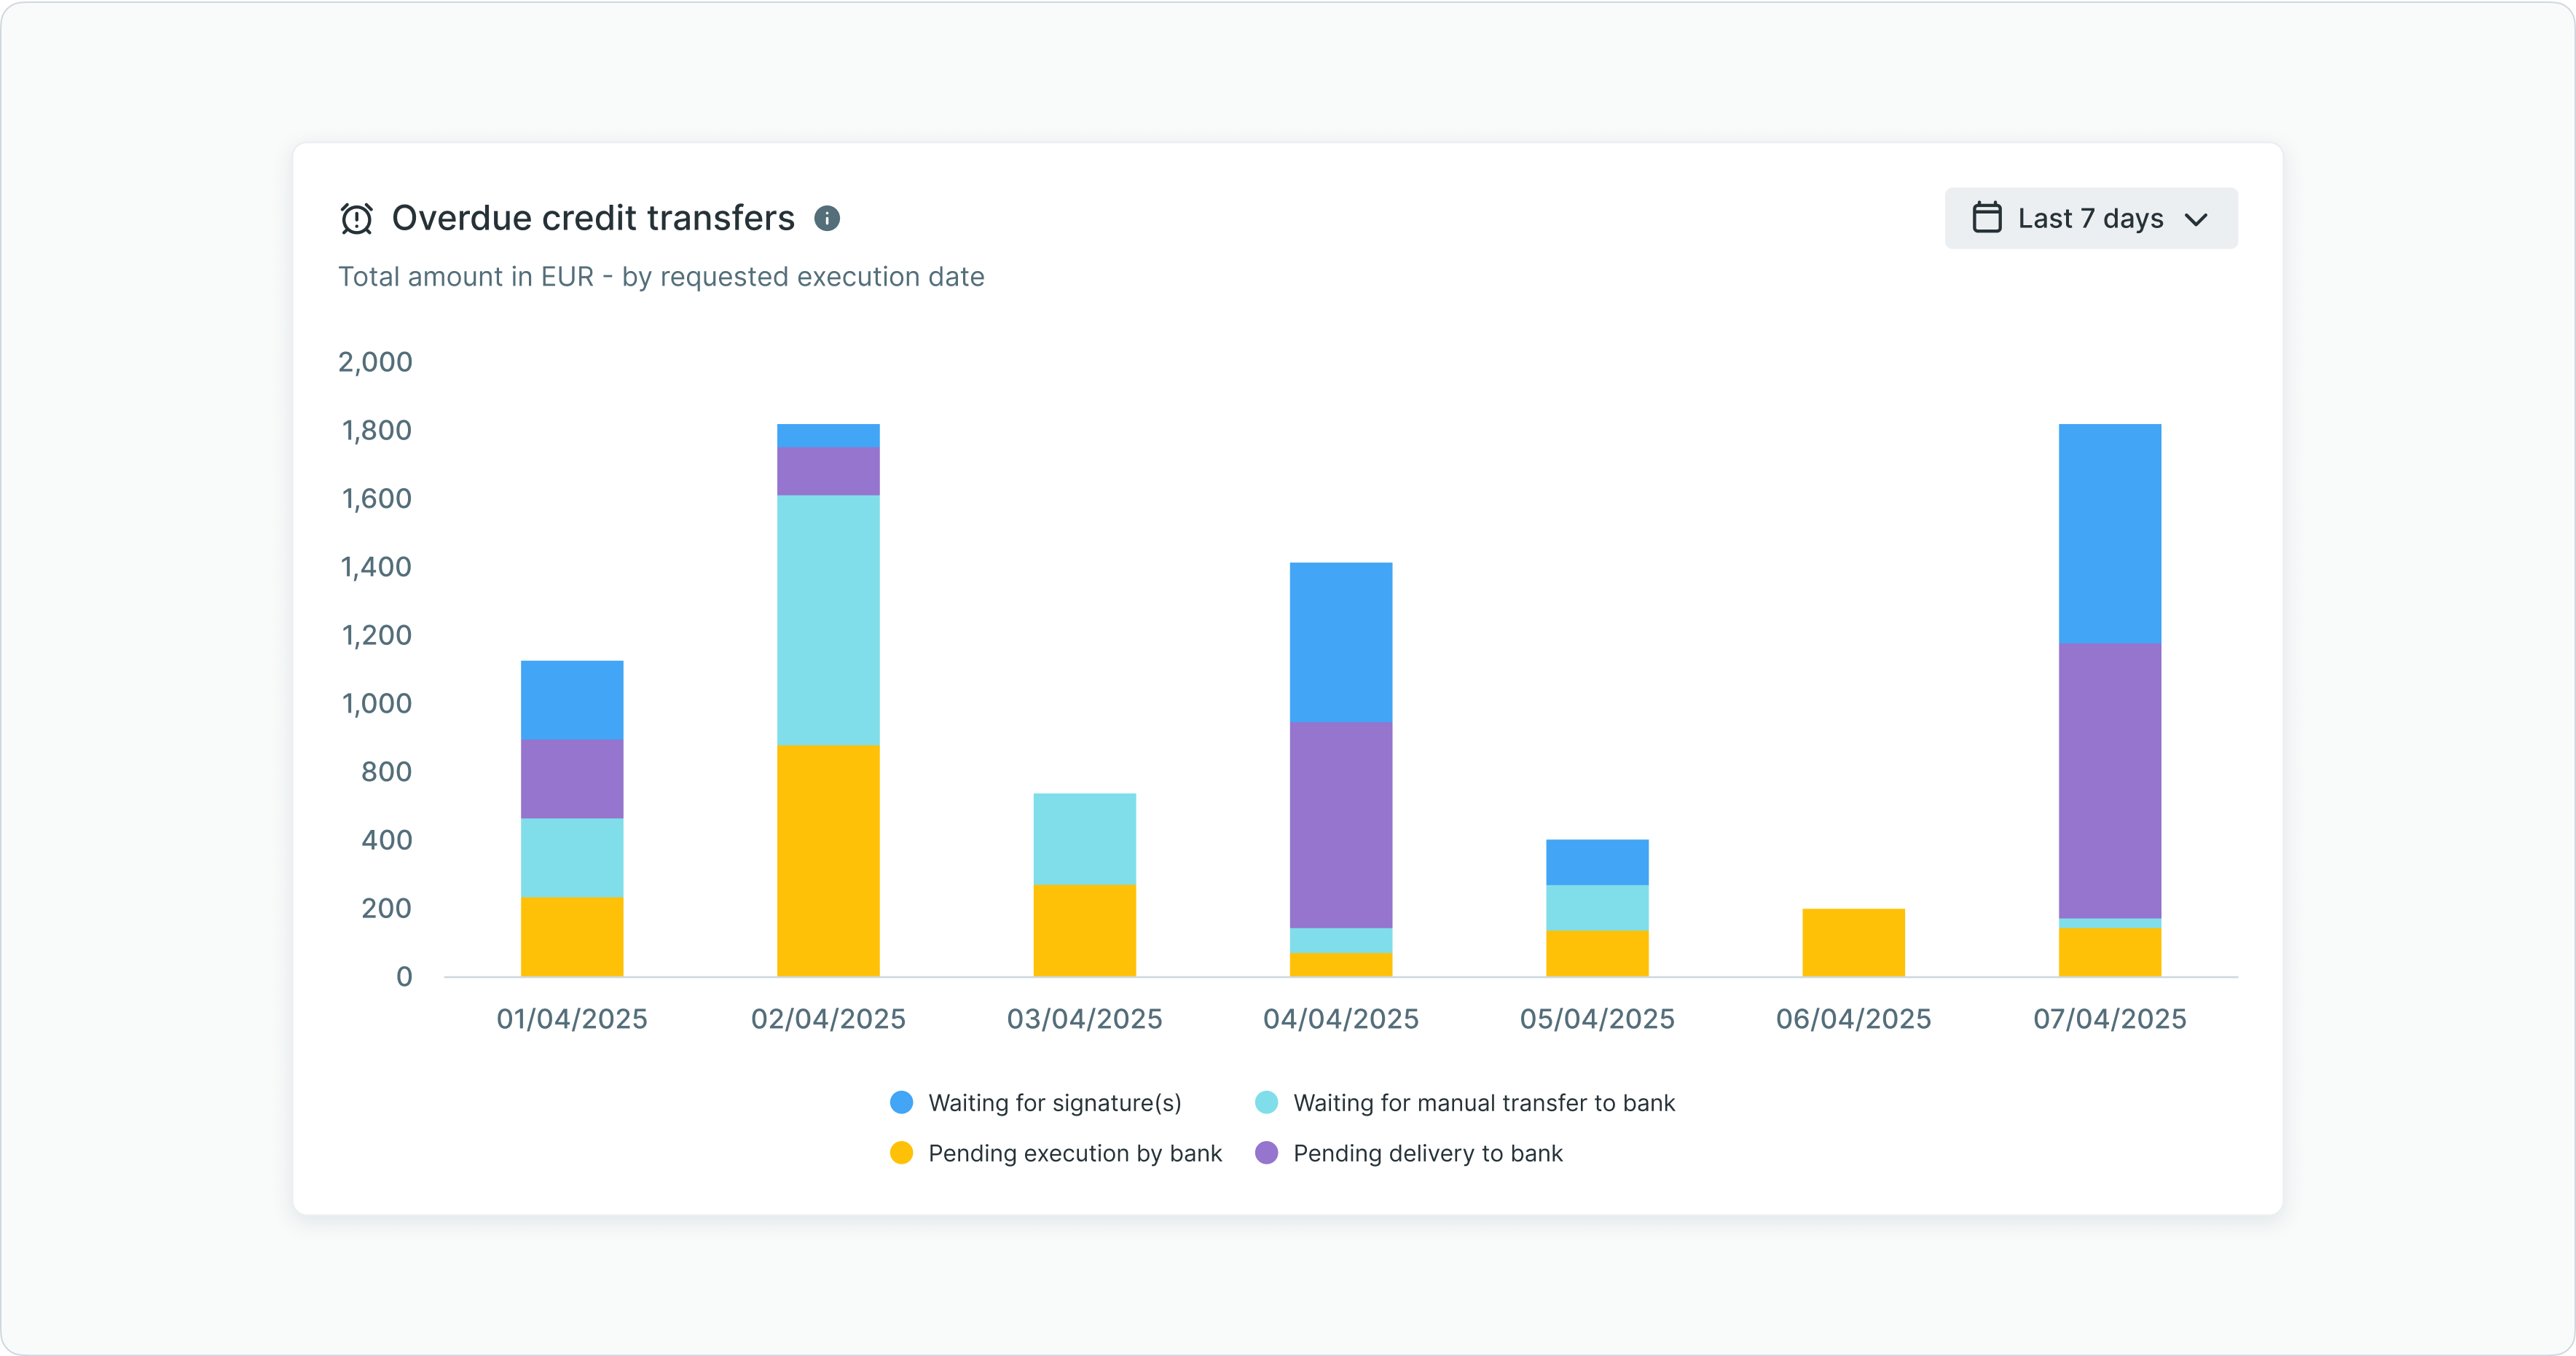 Overdue credit transfers
Last 7 days
Total amount in EUR - by requested execution date
2,000
1,800
1,600
1,400
1,200
1,000
800
400
200
0
01/04/2025 02/04/2025 03/04/2025 04/04/2025 05/04/2025 06/04/2025 07/04/2025
Waiting for signature(s) Waiting for manual transfer to bank
Pending execution by bank Pending delivery to bank